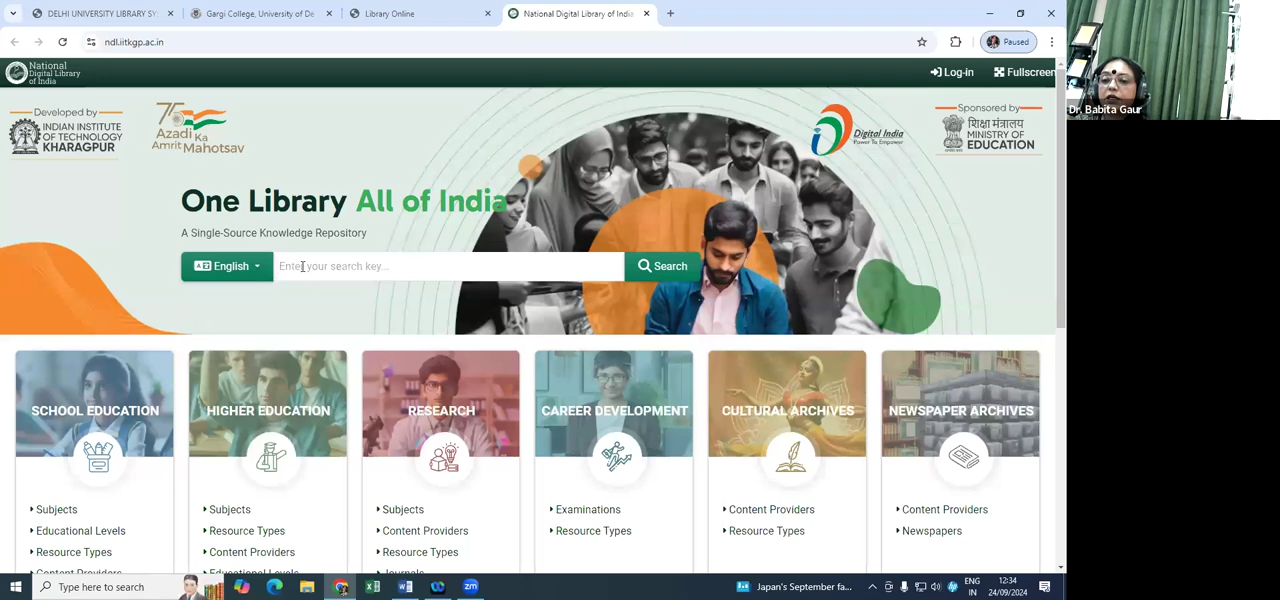 DELHI UNIVERSITY LIBRARY SY
Gargi College, University of De
Library Online
National Digital Library of India
ndl.iitkgp.ac.in
Paused
National
Digital Library
of India
Log-in
Fullscreen
Developed by
INDIAN INSTITUTE
OF TECHNOLOGY
KHARAGPUR
75
Azadi Ka
Amrit Mahotsav
Digital India
Power To Empower
Sponsored by
शिक्षा मंत्रालय
MINISTRY OF
EDUCATION
Dr. Babita Gaur
One Library All of India
A Single-Source Knowledge Repository
English
Enter your search key...
Search
SCHOOL EDUCATION
HIGHER EDUCATION
RESEARCH
CAREER DEVELOPMENT
CULTURAL ARCHIVES
NEWSPAPER ARCHIVES
Subjects
Educational Levels
Resource Types
Content Providers
Subjects
Resource Types
Content Providers
Educational Levels
Subjects
Content Providers
Resource Types
Journals
Examinations
Resource Types
Content Providers
Resource Types
Content Providers
Newspapers
Type here to search
Japan's September fa...
ENG
IN
12:34
24/09/2024